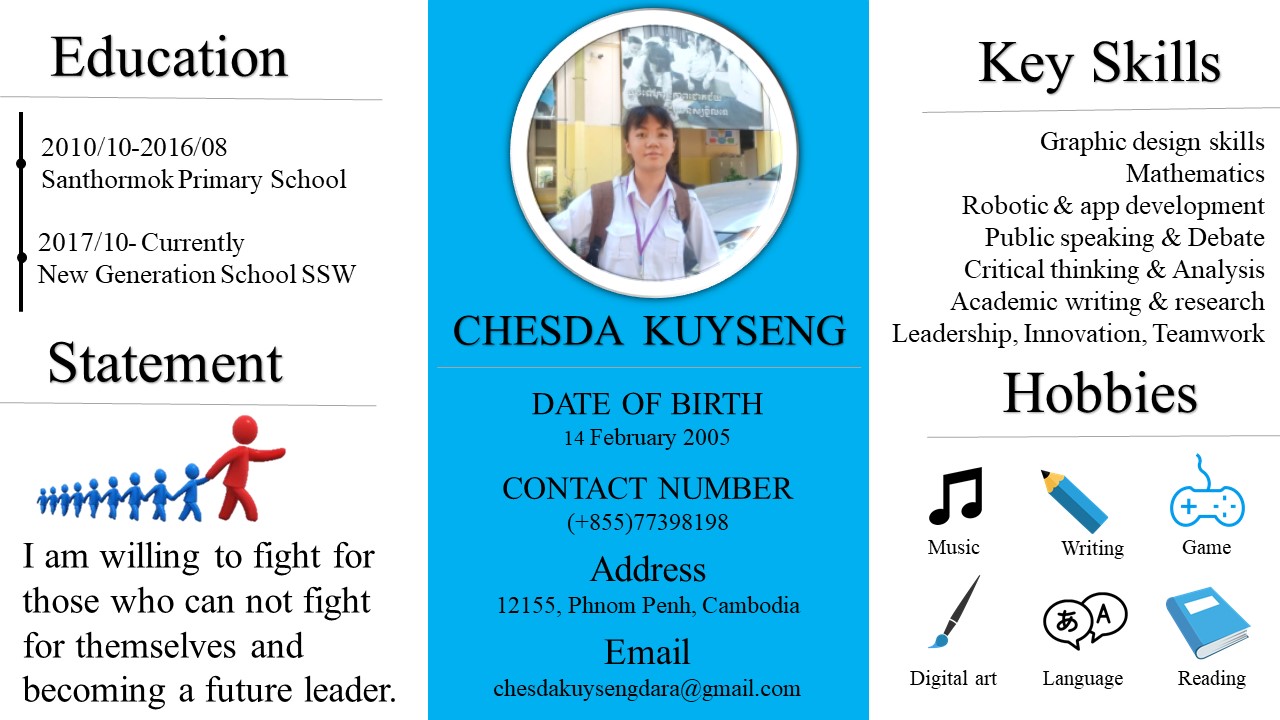 Education
2010/10-2016/08
Santhormok Primary School
2017/10- Currently
New Generation School SSW
Statement
I am willing to fight for
those who can not fight
for themselves and
becoming a future leader.
CHESDA KUYSENG
DATE OF BIRTH
14 February 2005
CONTACT NUMBER
(+855)77398198
Address
12155, Phnom Penh, Cambodia
Email
chesdakuysengdara@gmail.com
Key Skills
Graphic design skills
Mathematics
Robotic & app development
Public speaking & Debate
Critical thinking & Analysis
Academic writing & research
Leadership, Innovation, Teamwork
Hobbies
Music
Writing
Game
あ A
Digital art
Language
Reading